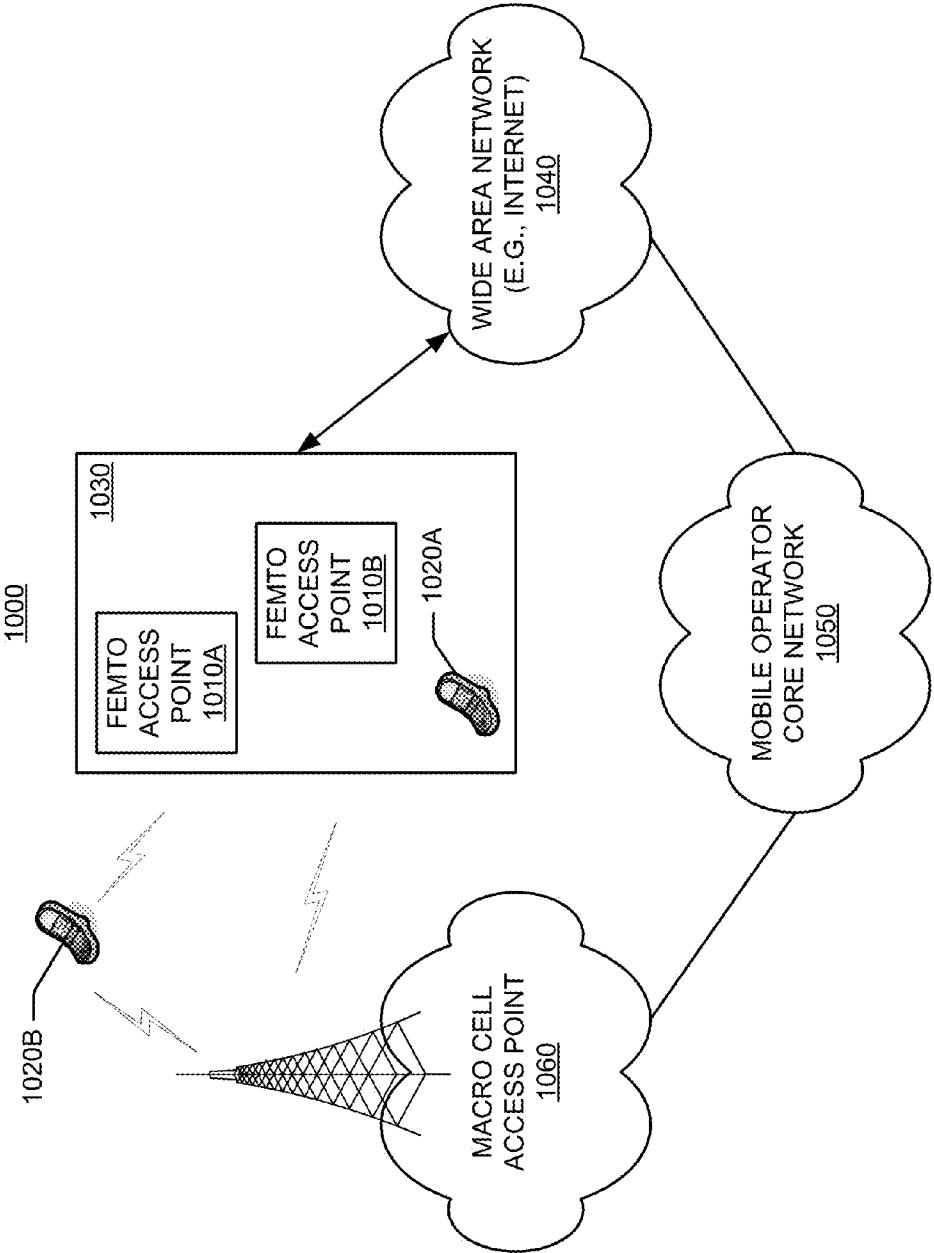 1000
1020B
1030
FEMTO
ACCESS
POINT
1010A
FEMTO
ACCESS
POINT
1010B
1020A
MACRO CELL
ACCESS POINT
1060
WIDE AREA NETWORK
(E.G., INTERNET)
1040
MOBILE OPERATOR
CORE NETWORK
1050